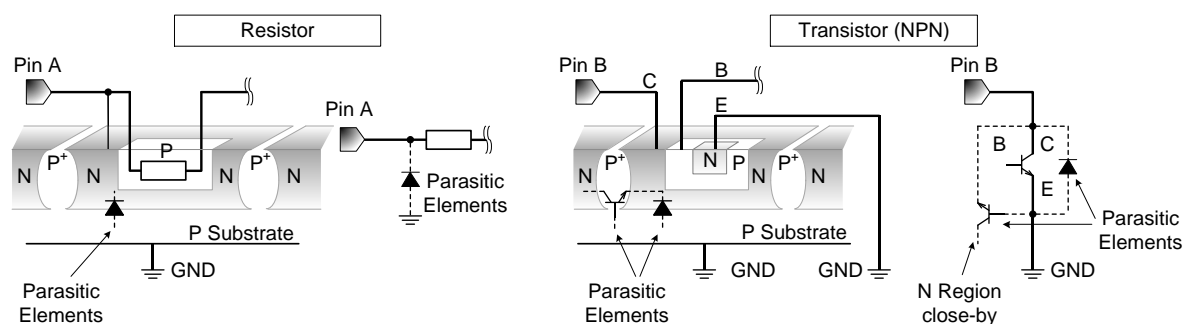 Resistor
Pin A
Pin A
N
P+
N
P
N
P+
N
Parasitic
Elements
P Substrate
GND
Parasitic
Elements
Transistor (NPN)
Pin B
C
B
E
N
P+
N
N
P
N
P+
N
P Substrate
GND
GND
Parasitic
Elements
Pin B
B
C
E
Parasitic
Elements
GND
N Region
close-by